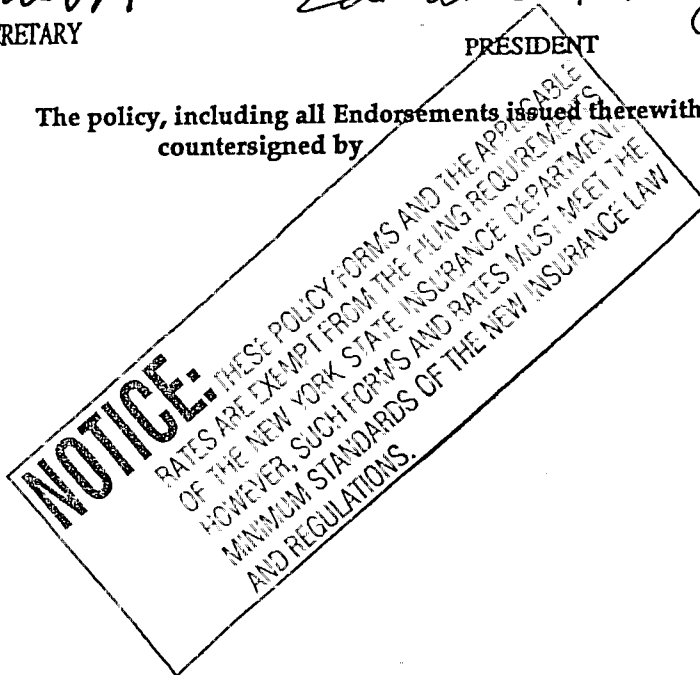 RETARY
PRESIDENT
The policy, including all Endorsements issued therewith
countersigned by
NOTICE: THESE POLICY FORMS AND THE APPLICABLE
RATES ARE EXEMPT FROM THE FILING REQUIREMENTS
OF THE NEW YORK STATE INSURANCE DEPARTMENT.
HOWEVER, SUCH FORMS AND RATES MUST MEET THE
MINIMUM STANDARDS OF THE NEW INSURANCE LAW
AND REGULATIONS.